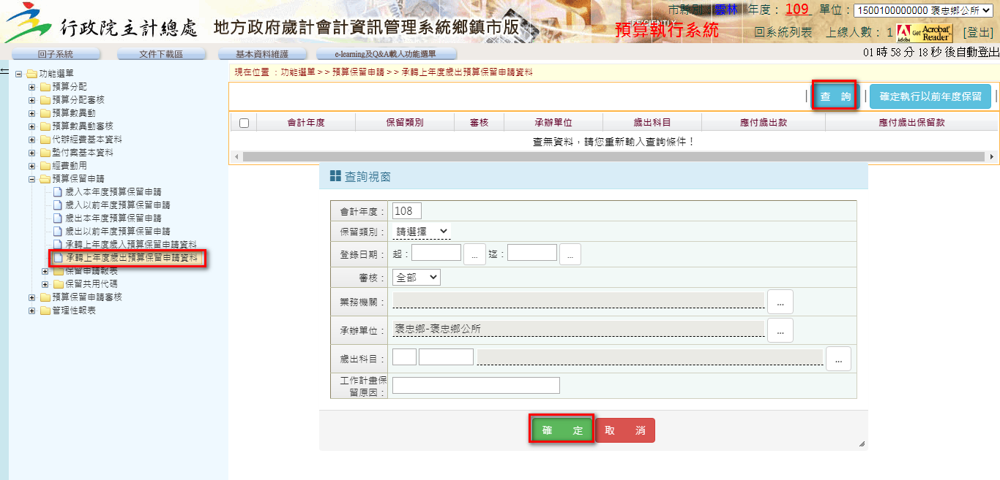 行政院主計總處 地方政府歲計會計資訊管理系統鄉鎮市版
市縣別：雲林 年度：109 單位：1500100000000 褒忠鄉公所
預算執行系統 回系統列表 上線人數：1 Get Adobe Acrobat Reader [登出]
回子系統 文件下載區 基本資料維護 e-learning及Q&A載入功能選單 01 時 58 分 18 秒 後自動登出
現在位置 ：功能選單>>預算保留申請>>承轉上年度歲出預算保留申請資料
功能選單
預算分配
預算分配審核
預算數異動
預算數異動審核
代辦經費基本資料
墊付案基本資料
經費動用
預算保留申請
歲入本年度預算保留申請
歲入以前年度預算保留申請
歲出本年度預算保留申請
歲出以前年度預算保留申請
承轉上年度歲入預算保留申請資料
承轉上年度歲出預算保留申請資料
保留申請報表
保留共用代碼
預算保留申請審核
管理性報表
| 查 詢 | 確定執行以前年度保留 |
會計年度 保留類別 審核 承辦單位 歲出科目 應付歲出款 應付歲出保留款
查無資料，請您重新輸入查詢條件！
查詢視窗
會計年度： 108
保留類別： 請選擇
登錄日期： 起： ... 迄： ...
審核： 全部
業務機關： ...
承辦單位： 褒忠鄉-褒忠鄉公所 ...
歲出科目： ...
工作計畫保
留原因：
確 定 取 消